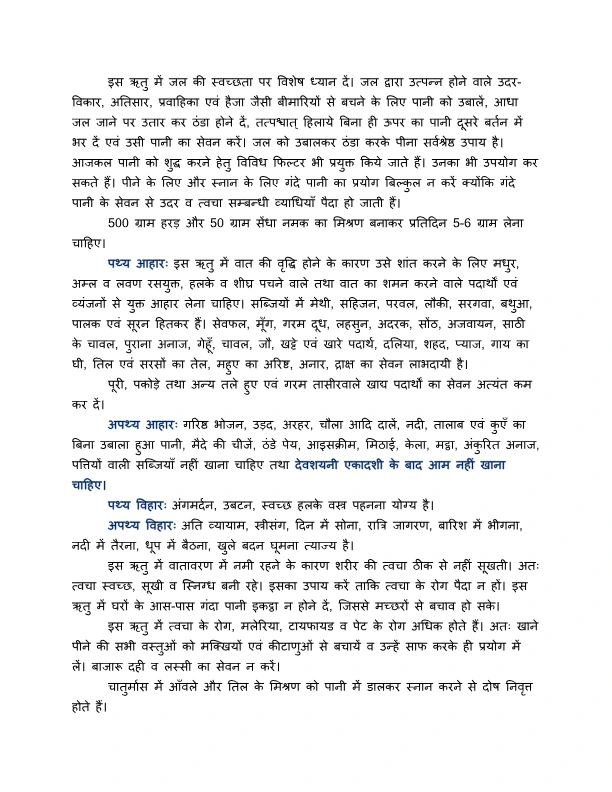 इस ऋतु में जल की स्वच्छता पर विशेष ध्यान दें। जल द्वारा उत्पन्न होने वाले उदर-
विकार, अतिसार, प्रवाहिका एवं हैजा जैसी बीमारियों से बचने के लिए पानी को उबालें, आधा
जल जाने पर उतार कर ठंडा होने दें, तत्पश्चात् हिलाये बिना ही ऊपर का पानी दूसरे बर्तन में
भर दें एवं उसी पानी का सेवन करें। जल को उबालकर ठंडा करके पीना सर्वश्रेष्ठ उपाय है।
आजकल पानी को शुद्ध करने हेतु विविध फिल्टर भी प्रयुक्त किये जाते हैं। उनका भी उपयोग कर
सकते हैं। पीने के लिए और स्नान के लिए गंदे पानी का प्रयोग बिल्कुल न करें क्योंकि गंदे
पानी के सेवन से उदर व त्वचा सम्बन्धी व्याधियाँ पैदा हो जाती हैं।
500 ग्राम हरड़ और 50 ग्राम सेंधा नमक का मिश्रण बनाकर प्रतिदिन 5-6 ग्राम लेना
चाहिए।
पथ्य आहारः इस ऋतु में वात की वृद्धि होने के कारण उसे शांत करने के लिए मधुर,
अम्ल व लवण रसयुक्त, हलके व शीघ्र पचने वाले तथा वात का शमन करने वाले पदार्थों एवं
व्यंजनों से युक्त आहार लेना चाहिए। सब्जियों में मेथी, सहिजन, परवल, लौकी, सरगवा, बथुआ,
पालक एवं सूरन हितकर हैं। सेवफल, मूँग, गरम दूध, लहसुन, अदरक, सोंठ, अजवायन, साठी
के चावल, पुराना अनाज, गेहूँ, चावल, जौ, खट्टे एवं खारे पदार्थ, दलिया, शहद, प्याज, गाय का
घी, तिल एवं सरसों का तेल, महुए का अरिष्ट, अनार, द्राक्ष का सेवन लाभदायी है।
पूरी, पकोड़े तथा अन्य तले हुए एवं गरम तासीरवाले खाद्य पदार्थों का सेवन अत्यंत कम
कर दें।
अपथ्य आहारः गरिष्ठ भोजन, उड़द, अरहर, चौला आदि दालें, नदी, तालाब एवं कुएँ का
बिना उबाला हुआ पानी, मैदे की चीजें, ठंडे पेय, आइसक्रीम, मिठाई, केला, मट्ठा, अंकुरित अनाज,
पत्तियों वाली सब्जियाँ नहीं खाना चाहिए तथा देवशयनी एकादशी के बाद आम नहीं खाना
चाहिए।
पथ्य विहारः अंगमर्दन, उबटन, स्वच्छ हलके वस्त्र पहनना योग्य है।
अपथ्य विहारः अति व्यायाम, स्त्रीसंग, दिन में सोना, रात्रि जागरण, बारिश में भीगना,
नदी में तैरना, धूप में बैठना, खुले बदन घूमना त्याज्य है।
इस ऋतु में वातावरण में नमी रहने के कारण शरीर की त्वचा ठीक से नहीं सूखती। अतः
त्वचा स्वच्छ, सूखी व स्निग्ध बनी रहे। इसका उपाय करें ताकि त्वचा के रोग पैदा न हों। इस
ऋतु में घरों के आस-पास गंदा पानी इकट्ठा न होने दें, जिससे मच्छरों से बचाव हो सके।
इस ऋतु में त्वचा के रोग, मलेरिया, टायफायड व पेट के रोग अधिक होते हैं। अतः खाने
पीने की सभी वस्तुओं को मक्खियों एवं कीटाणुओं से बचायें व उन्हें साफ करके ही प्रयोग में
लें। बाजारू दही व लस्सी का सेवन न करें।
चातुर्मास में आँवले और तिल के मिश्रण को पानी में डालकर स्नान करने से दोष निवृत्त
होते हैं।